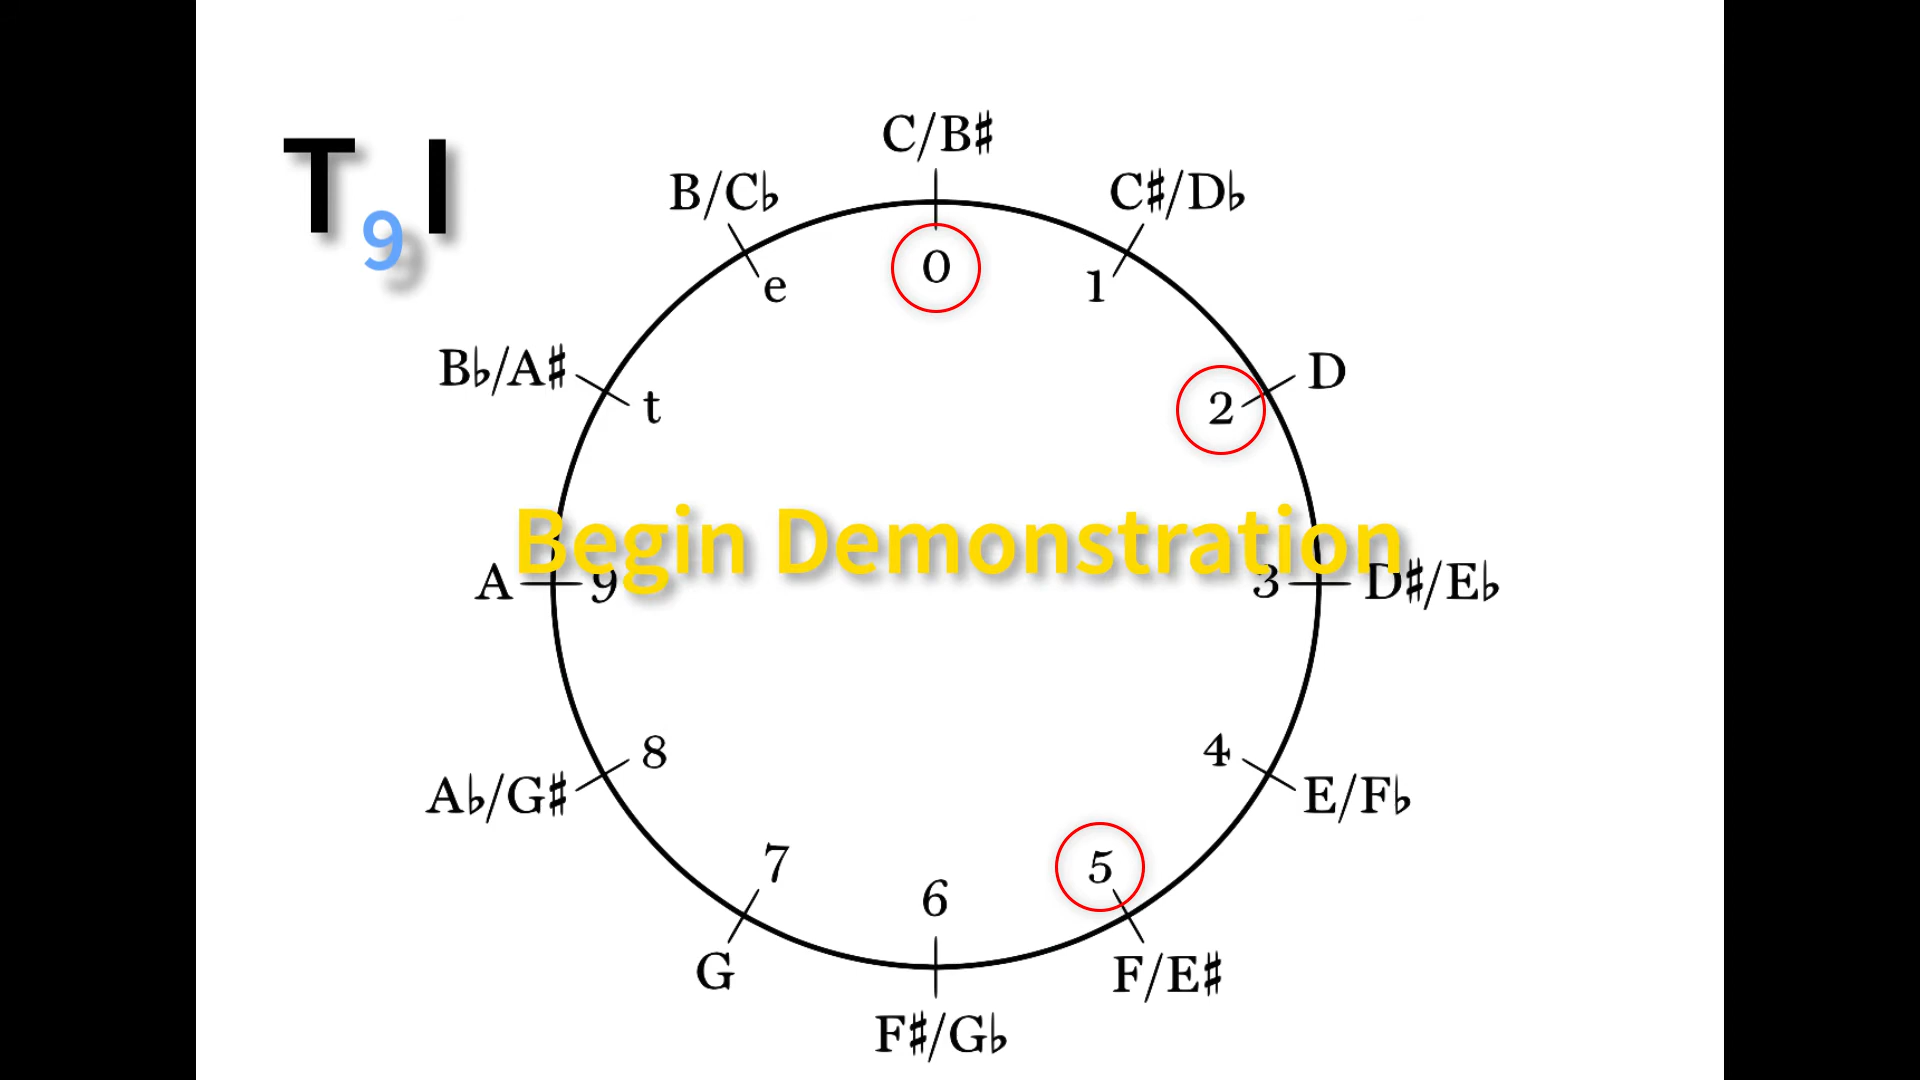 T9I
C/B♯
B/C♭
C♯/D♭
0
e
1
B♭/A♯
D
t
2
Begin Demonstration
A
9
3
D♯/E♭
8
4
A♭/G♯
E/F♭
7
5
6
G
F/E♯
F♯/G♭